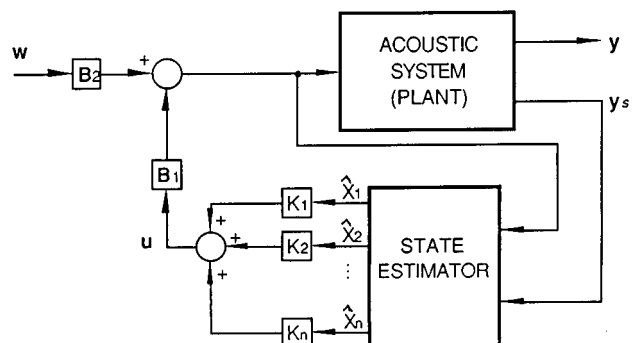 w
B2
+
ACOUSTIC
SYSTEM
(PLANT)
y
ys
B1
u
+
+
+
K1
X̂1
K2
X̂2
⋮
Kn
X̂n
STATE
ESTIMATOR